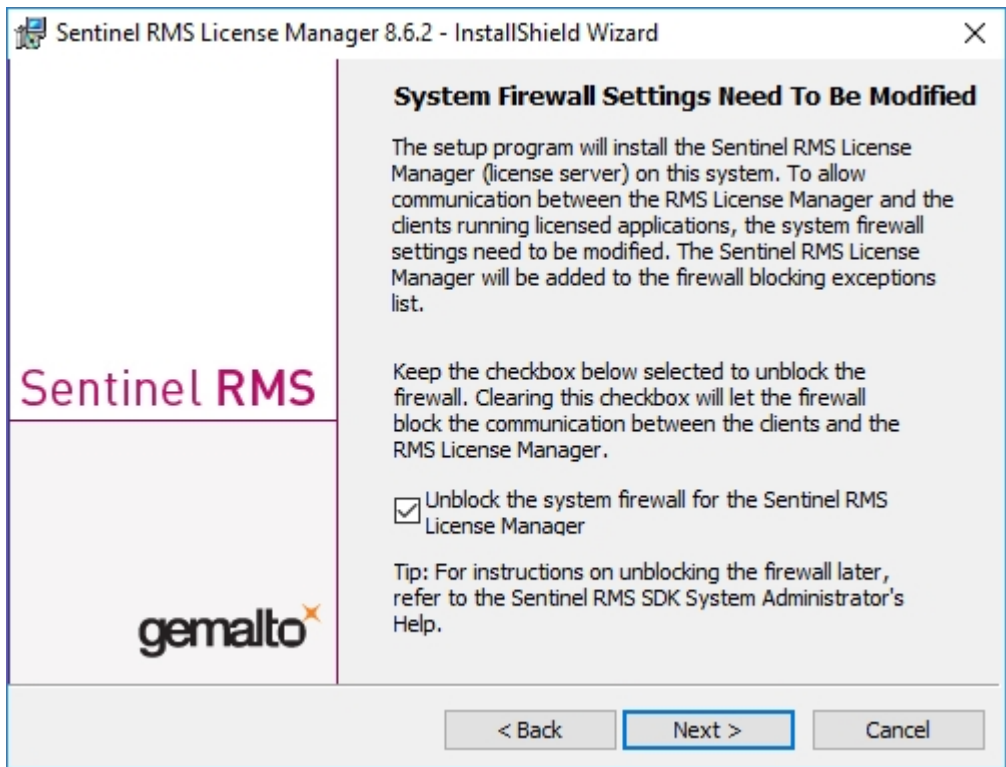 Sentinel RMS License Manager 8.6.2 - InstallShield Wizard
System Firewall Settings Need To Be Modified
The setup program will install the Sentinel RMS License
Manager (license server) on this system. To allow
communication between the RMS License Manager and the
clients running licensed applications, the system firewall
settings need to be modified. The Sentinel RMS License
Manager will be added to the firewall blocking exceptions
list.
Keep the checkbox below selected to unblock the
firewall. Clearing this checkbox will let the firewall
block the communication between the clients and the
RMS License Manager.
Unblock the system firewall for the Sentinel RMS
License Manager
Tip: For instructions on unblocking the firewall later,
refer to the Sentinel RMS SDK System Administrator's
Help.
Sentinel RMS
gemalto
< Back
Next >
Cancel